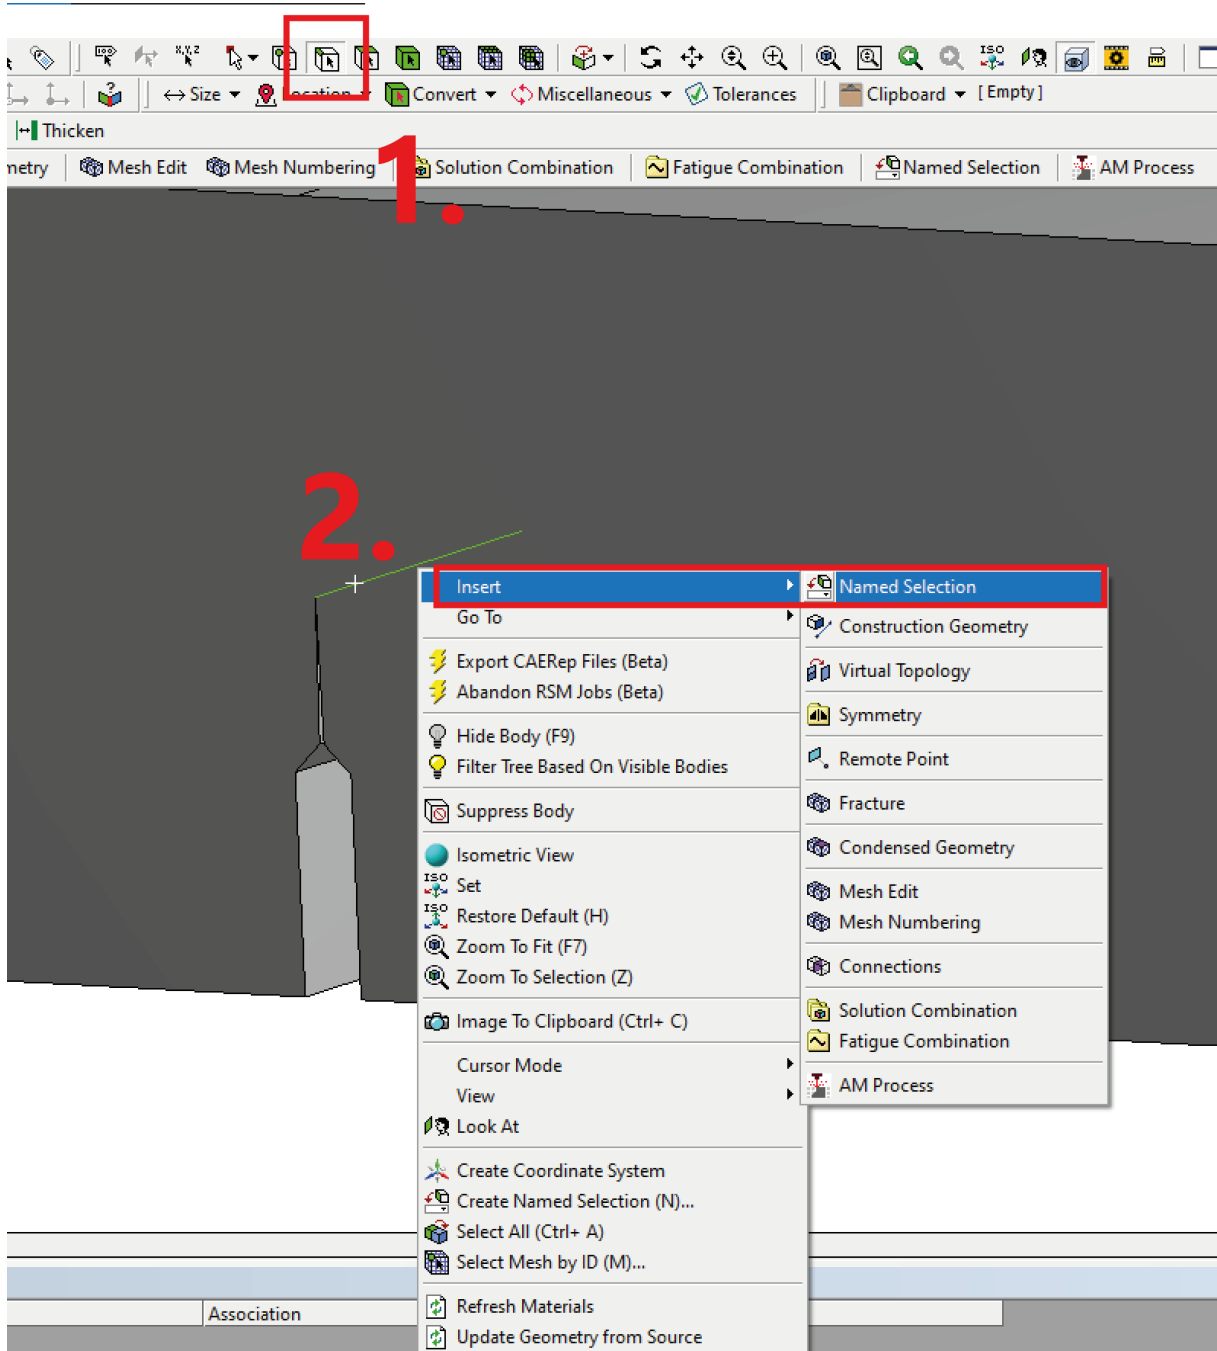 Size Location Convert Miscellaneous Tolerances Clipboard [ Empty ]
Thicken
metry Mesh Edit Mesh Numbering Solution Combination Fatigue Combination Named Selection AM Process
1.
2.
Insert
Go To
Export CAERep Files (Beta)
Abandon RSM Jobs (Beta)
Hide Body (F9)
Filter Tree Based On Visible Bodies
Suppress Body
Isometric View
ISO Set
ISO Restore Default (H)
Zoom To Fit (F7)
Zoom To Selection (Z)
Image To Clipboard (Ctrl+ C)
Cursor Mode
View
Look At
Create Coordinate System
Create Named Selection (N)...
Select All (Ctrl+ A)
Select Mesh by ID (M)...
Refresh Materials
Update Geometry from Source
Named Selection
Construction Geometry
Virtual Topology
Symmetry
Remote Point
Fracture
Condensed Geometry
Mesh Edit
Mesh Numbering
Connections
Solution Combination
Fatigue Combination
AM Process
Association